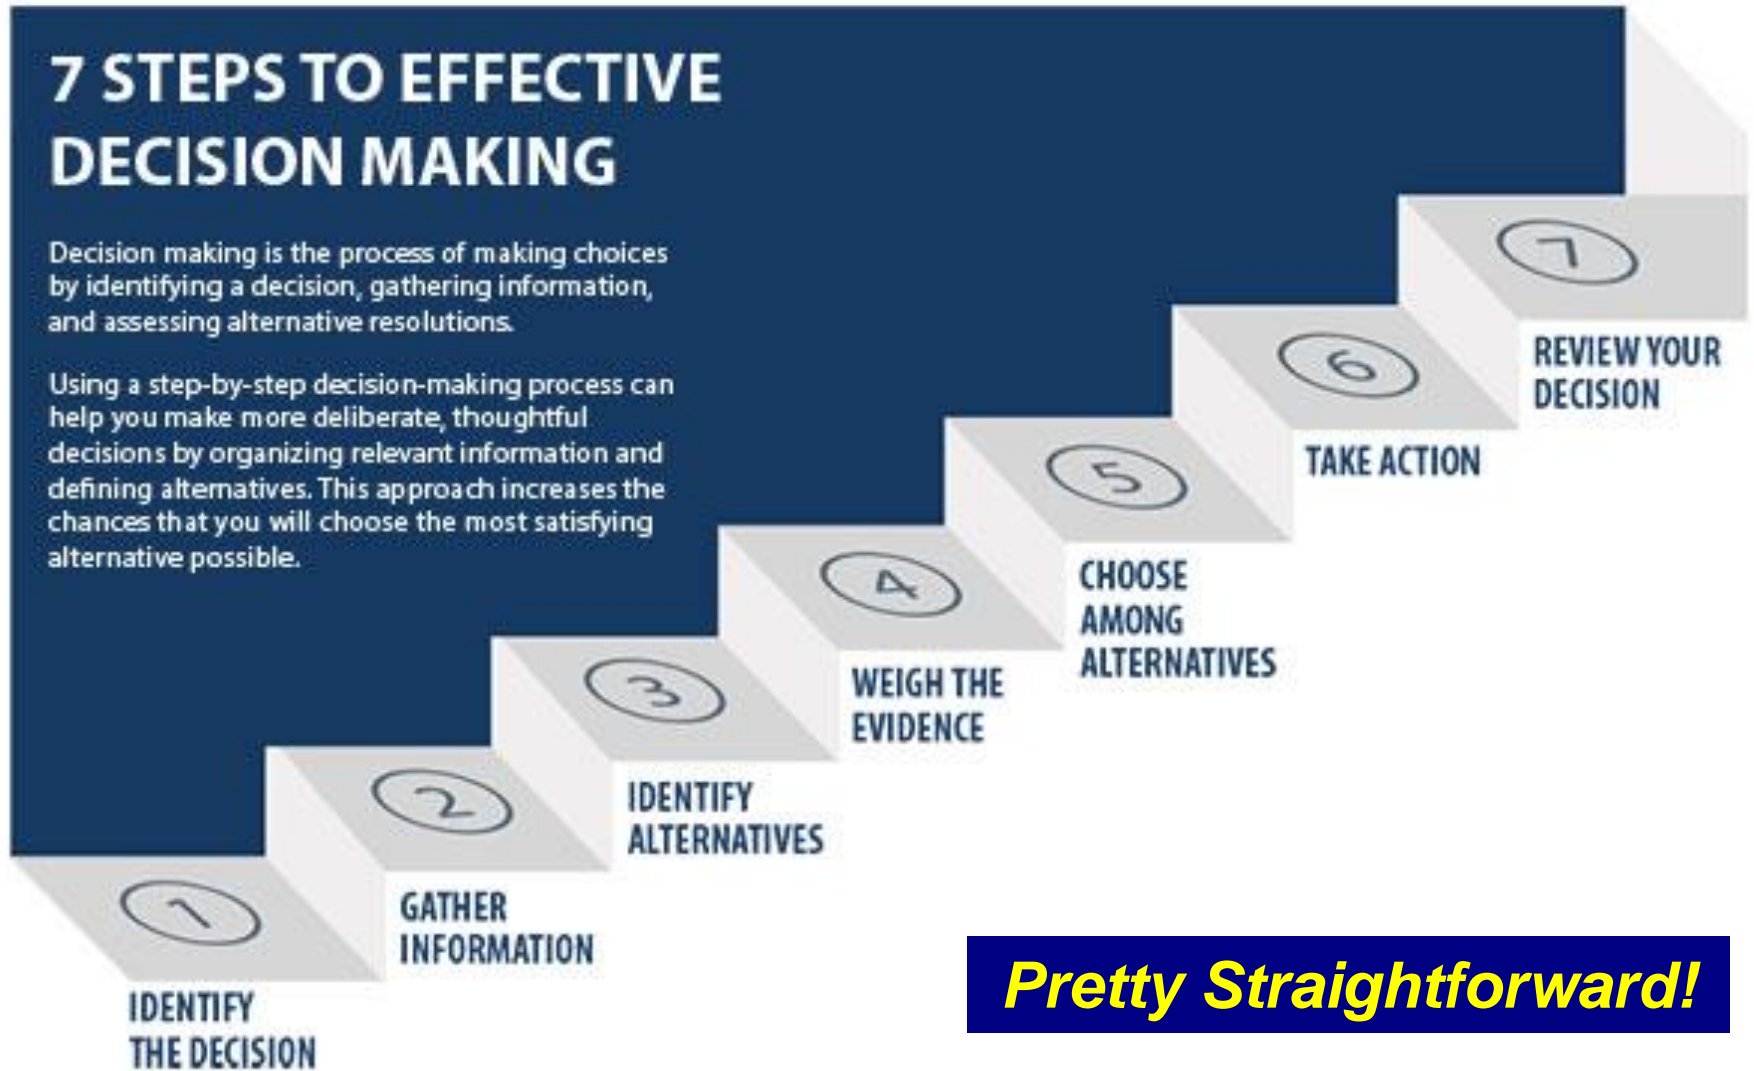 7 STEPS TO EFFECTIVE
DECISION MAKING
Decision making is the process of making choices
by identifying a decision, gathering information,
and assessing alternative resolutions.
Using a step-by-step decision-making process can
help you make more deliberate, thoughtful
decisions by organizing relevant information and
defining alternatives. This approach increases the
chances that you will choose the most satisfying
alternative possible.
1
IDENTIFY
THE DECISION
2
GATHER
INFORMATION
3
IDENTIFY
ALTERNATIVES
4
WEIGH THE
EVIDENCE
5
CHOOSE
AMONG
ALTERNATIVES
6
TAKE ACTION
7
REVIEW YOUR
DECISION
Pretty Straightforward!